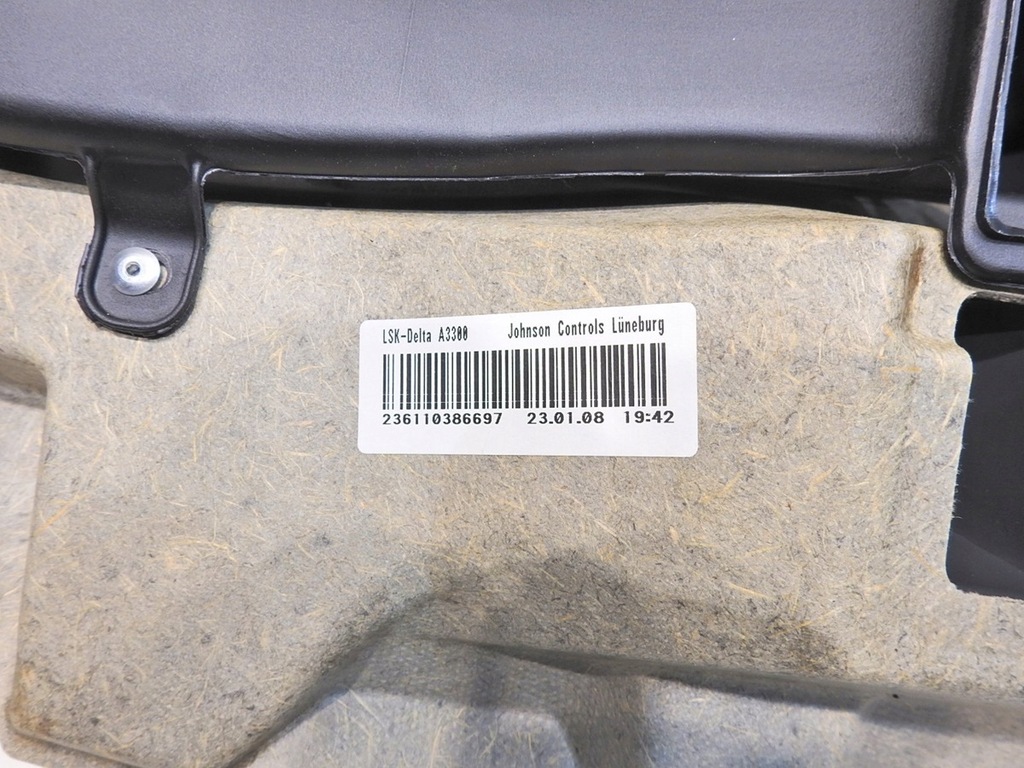 LSK-Delta A3300 Johnson Controls Lüneburg
236110386697 23.01.08 19:42